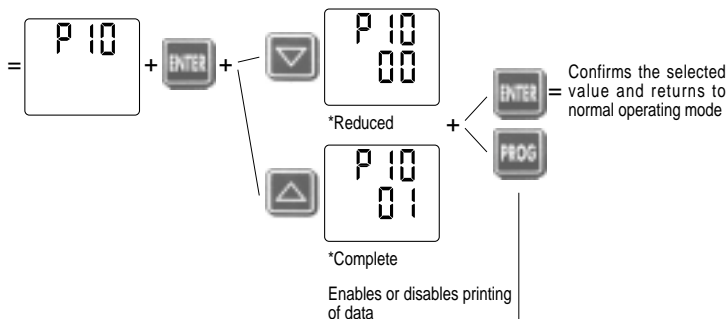 = P 10 + ENTER +
P 10
00
*Reduced
P 10
01
*Complete
Enables or disables printing
of data
+
ENTER
PROG
= Confirms the selected
value and returns to
normal operating mode